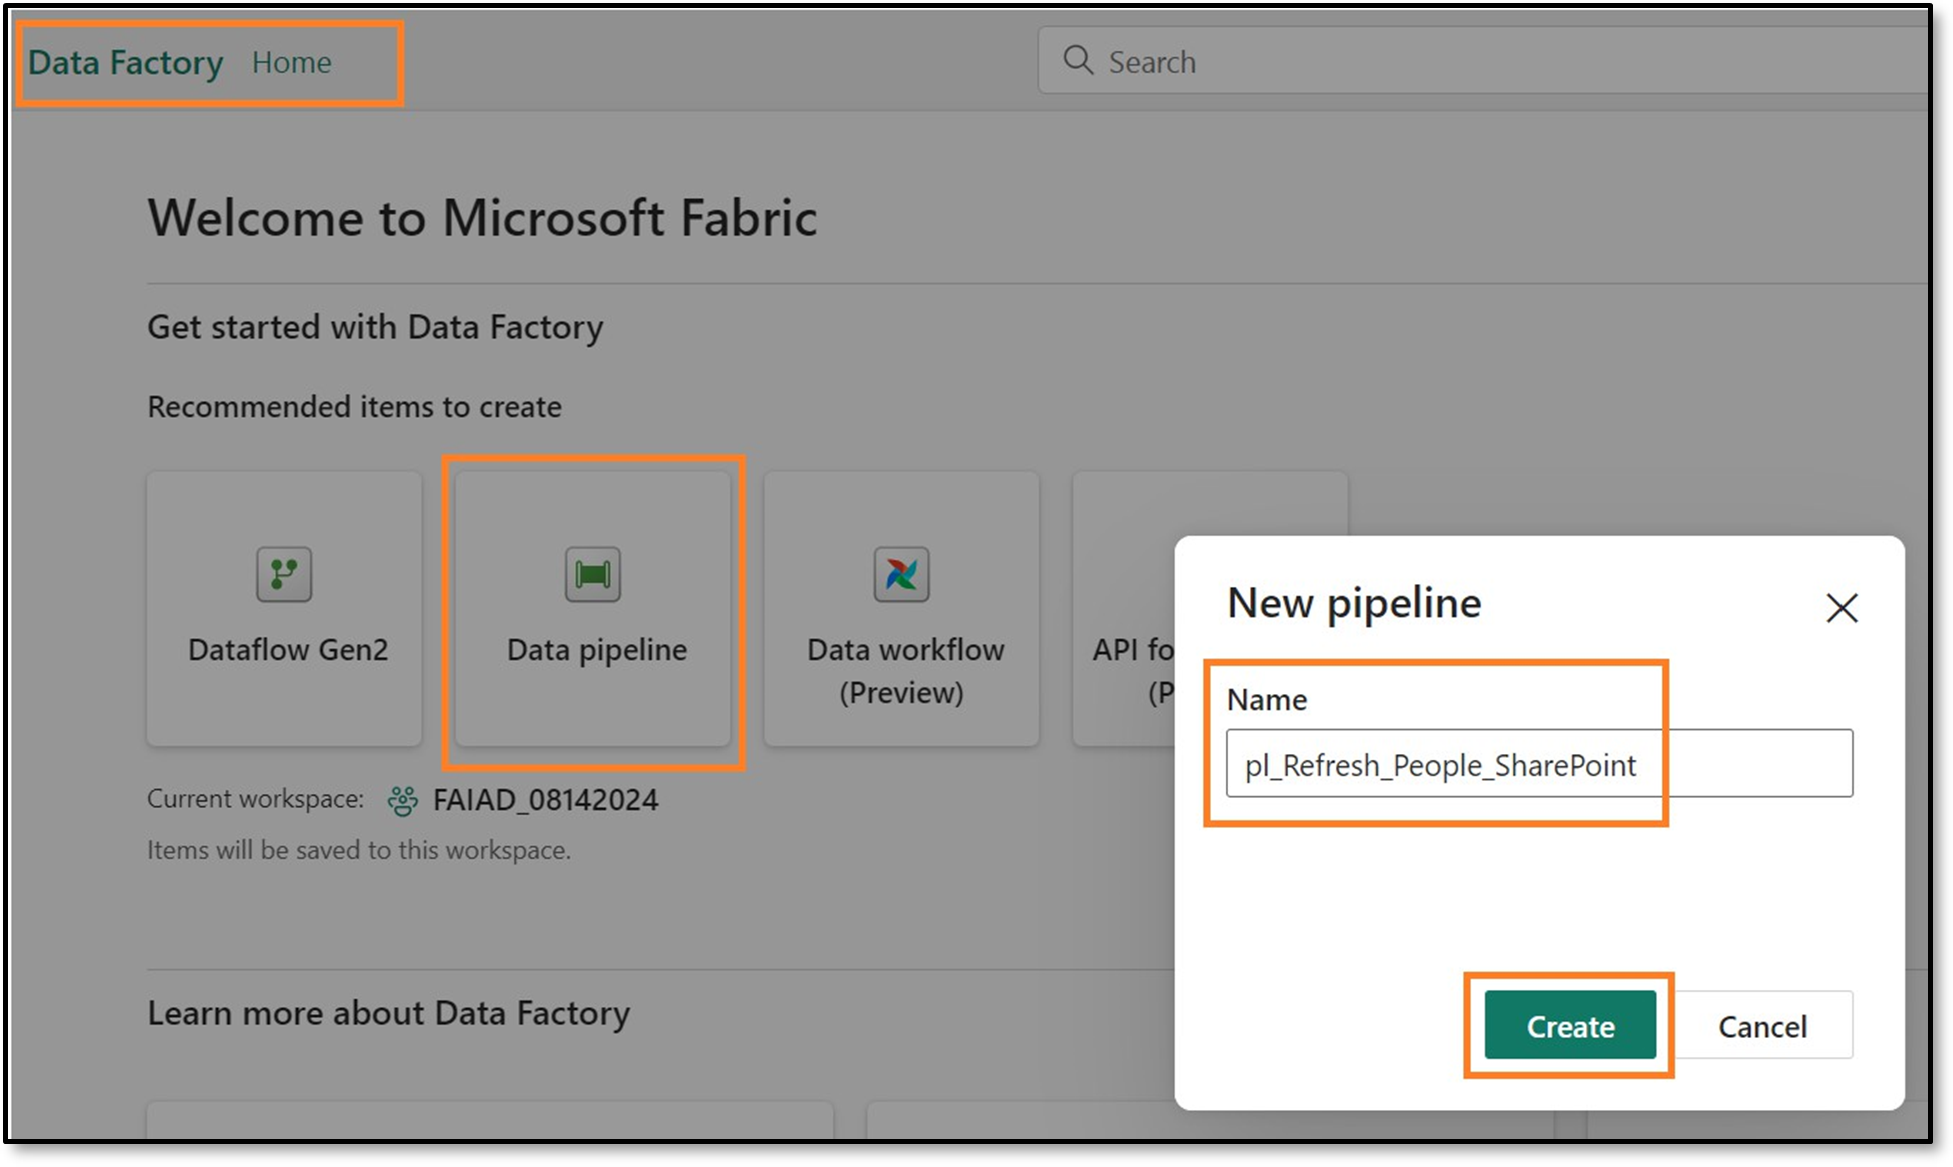 Data Factory Home
Search
Welcome to Microsoft Fabric
Get started with Data Factory
Recommended items to create
Dataflow Gen2
Data pipeline
Data workflow
(Preview)
API fo
(P
Current workspace: FAIAD_08142024
Items will be saved to this workspace.
Learn more about Data Factory
New pipeline
Name
pl_Refresh_People_SharePoint
Create
Cancel